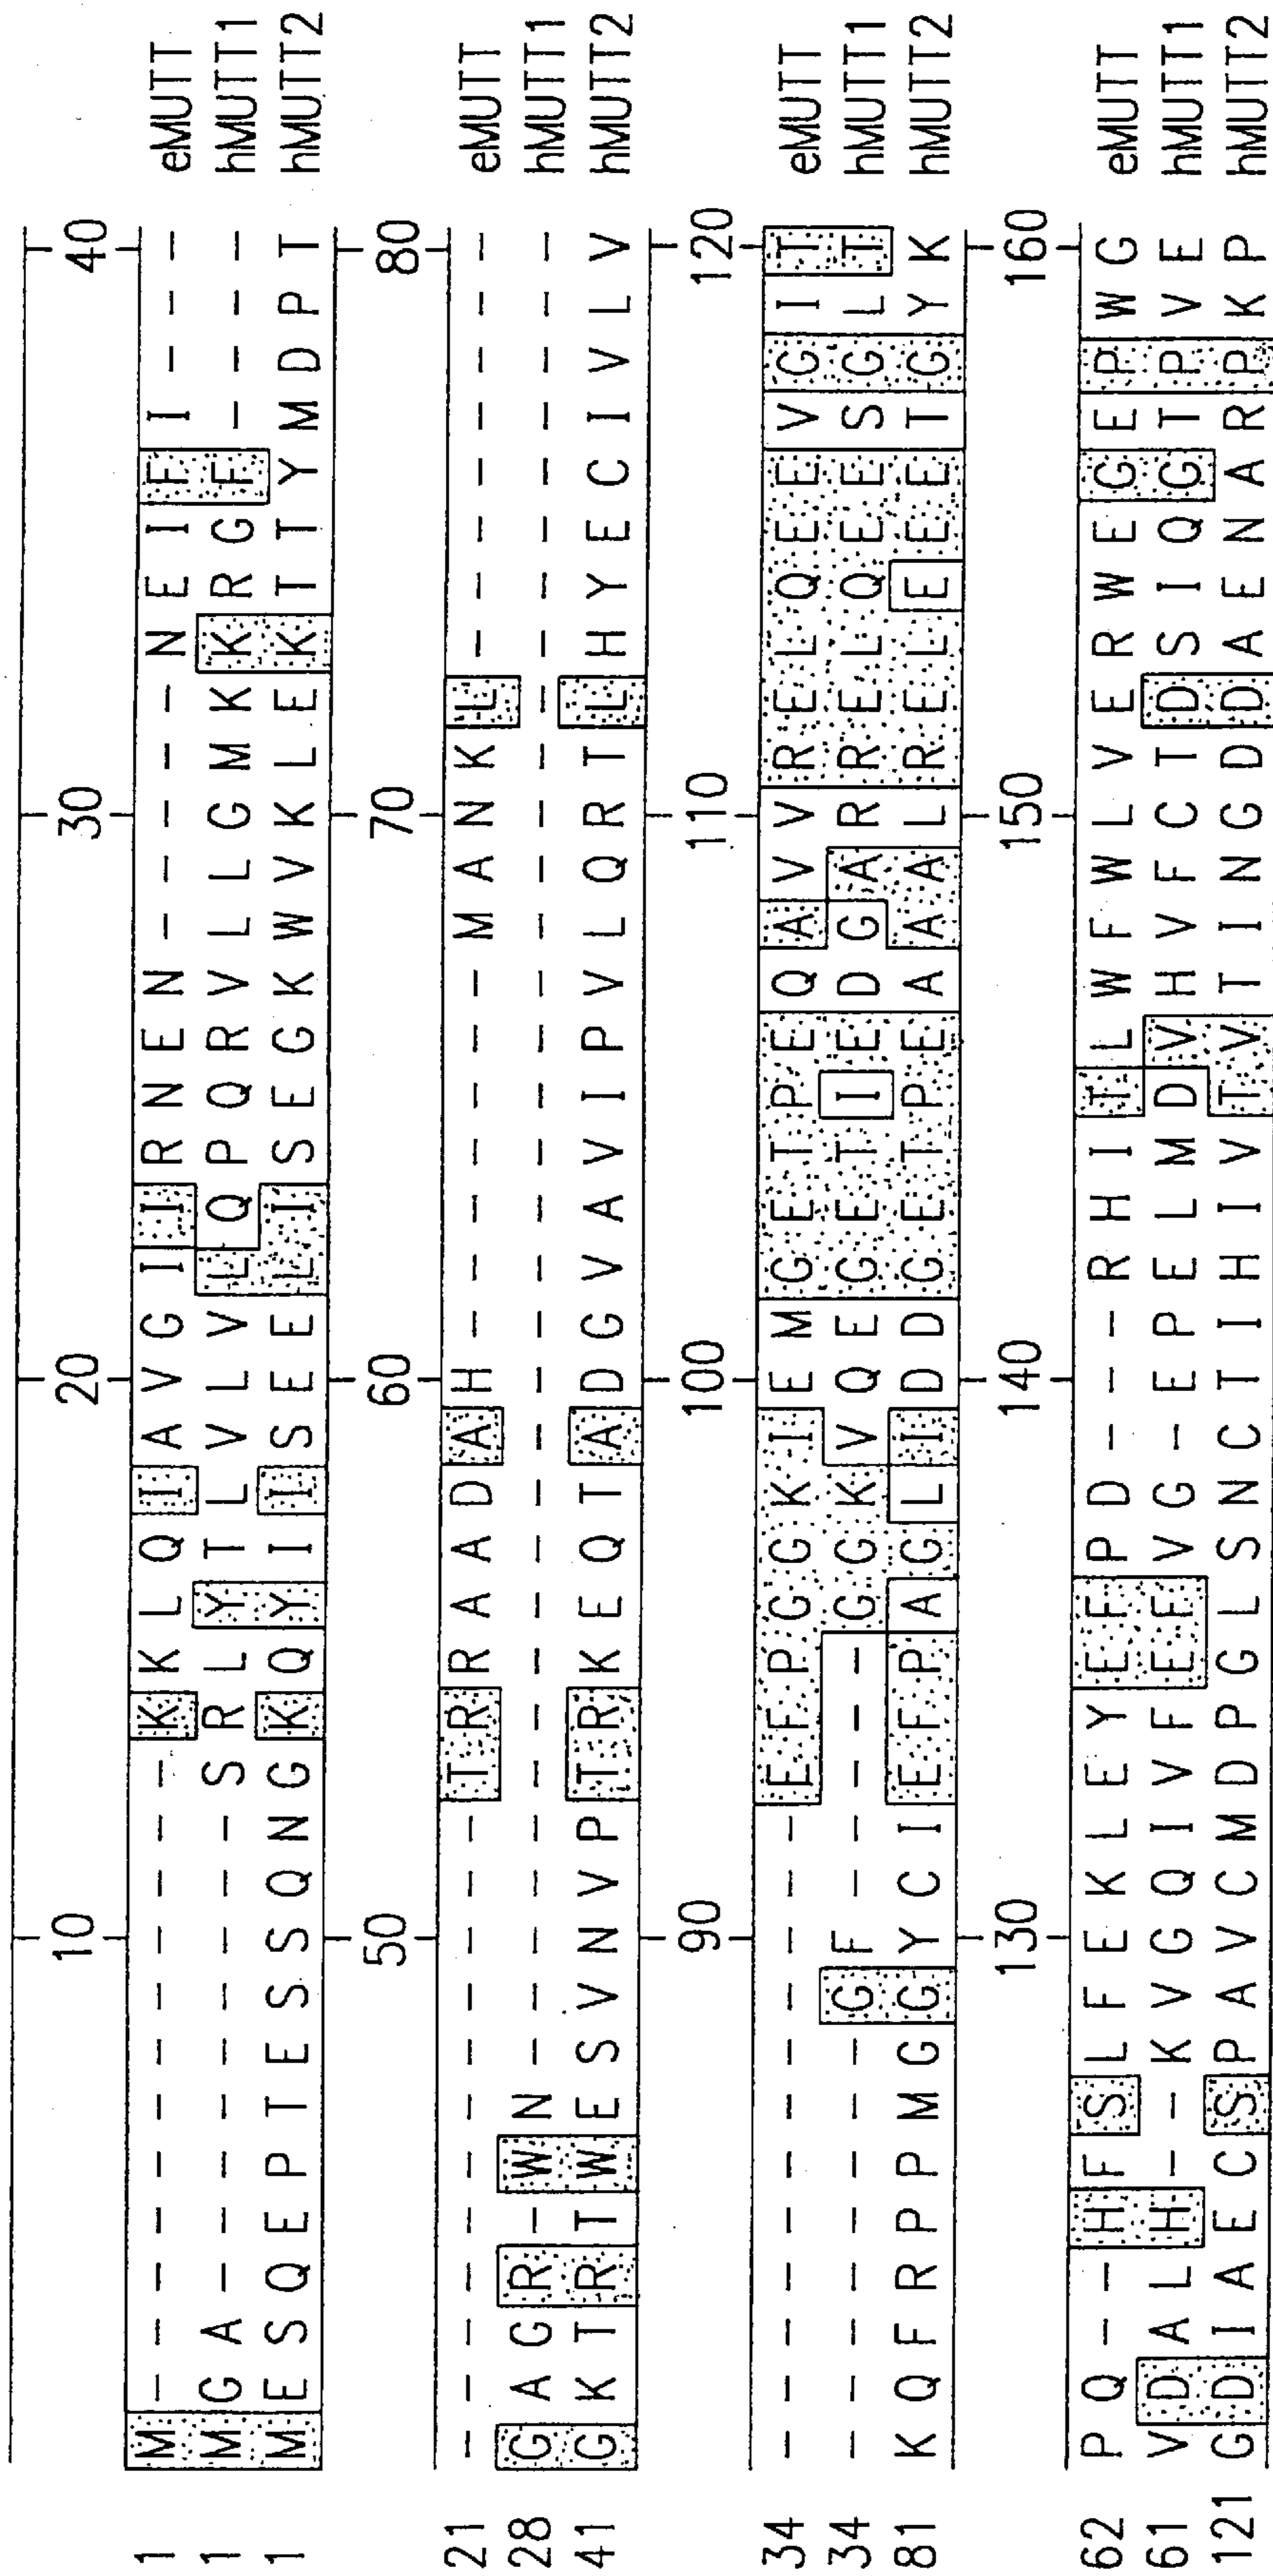 10 20 30 40
1 M - - - - - - - - - - - - K K L Q I A V G I I R N E N - - - - - N E I F I - - - eMUTT
1 M G A - - - - - - - - - S R L Y T L V L V L Q P Q R V L L G M K K R G F - - - - hMUTT1
1 M E S Q E P T E S S Q N G K Q Y I I S E E L I S E G K W V K L E K T T Y M D P T hMUTT2
50 60 70 80
21 - - - - - - - - - - - - T R R A A D A H - - - - - - - M A N K L - - - - - - - - eMUTT
28 G A G R - W N - - - - - - - - - - - - - - - - - - - - - - - - - - - - - - - - - hMUTT1
41 G K T R T W E S V N V P T R K E Q T A D G V A V I P V L Q R T L H Y E C I V L V hMUTT2
90 100 110 120
34 - - - - - - - - - - - - E F P G G K I E M G E T P E Q A V V R E L Q E E V G I T eMUTT
34 - - - - - - - - G F - - - - - G G K V Q E G E T I E D G A R R E L Q E E S G L T hMUTT1
81 K Q F R P P M G G Y C I E F P A G L I D D G E T P E A A A L R E L E E E T G Y K hMUTT2
130 140 150 160
62 P Q - - H F S L F E K L E Y E F P D - - - R H I T L W F W L V E R W E G E P W G eMUTT
61 V D A L H - - K V G Q I V F E F V G - E P E L M D V H V F C T D S I Q G T P V E hMUTT1
121 G D I A E C S P A V C M D P G L S N C T I H I V T V T I N G D D A E N A R P K P hMUTT2